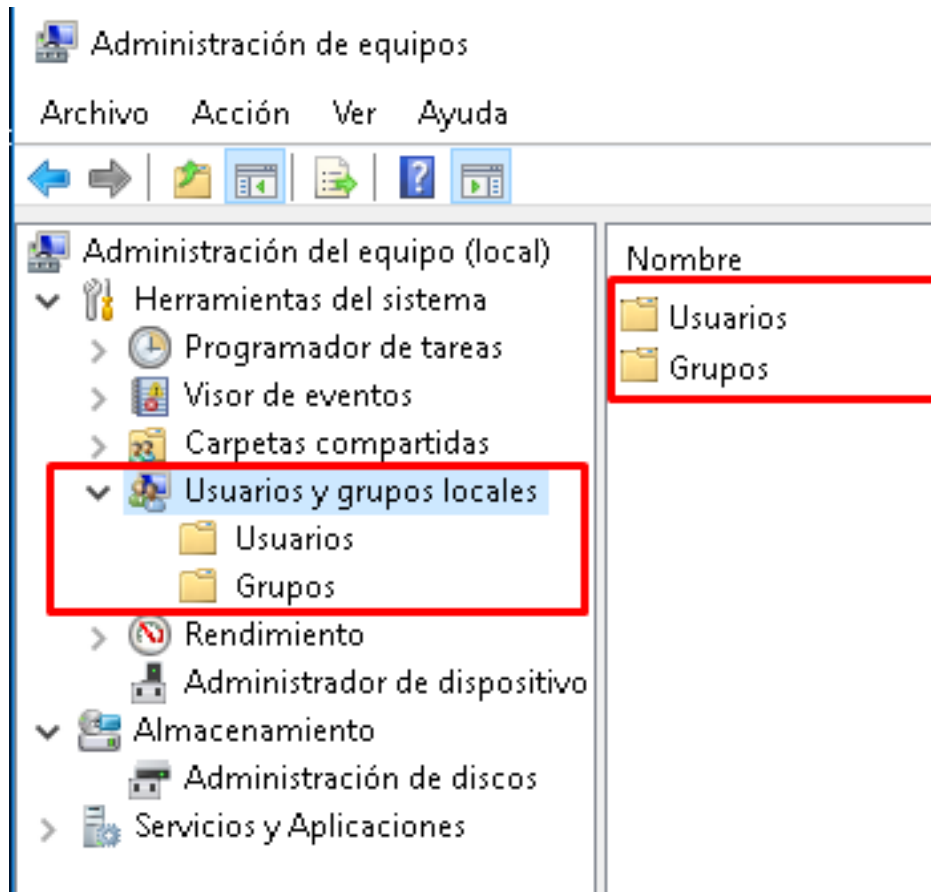 Administración de equipos
Archivo Acción Ver Ayuda
Administración del equipo (local)
Herramientas del sistema
Programador de tareas
Visor de eventos
Carpetas compartidas
Usuarios y grupos locales
Usuarios
Grupos
Rendimiento
Administrador de dispositivo
Almacenamiento
Administración de discos
Servicios y Aplicaciones
Nombre
Usuarios
Grupos